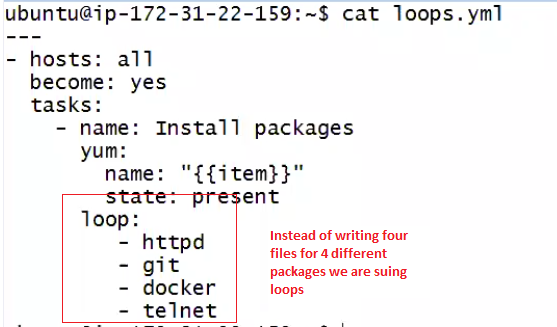 ubuntu@ip-172-31-22-159:~$ cat loops.yml
---
- hosts: all
  become: yes
  tasks:
    - name: Install packages
      yum:
        name: "{{item}}"
        state: present
      loop:
         - httpd
         - git
         - docker
         - telnet
Instead of writing four
files for 4 different
packages we are suing
loops